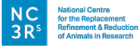 NC
3Rs
National Centre
for the Replacement
Refinement & Reduction
of Animals in Research